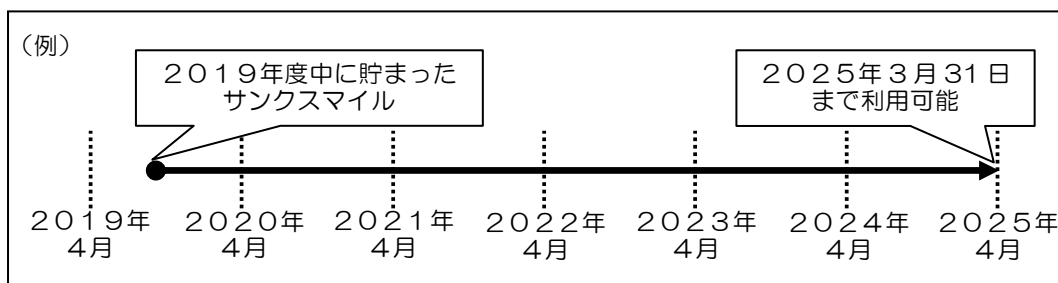 （例）
２０１９年度中に貯まった
サンクスマイル
２０２５年３月３１日
まで利用可能
２０１９年
４月
２０２０年
４月
２０２１年
４月
２０２２年
４月
２０２３年
４月
２０２４年
４月
２０２５年
４月